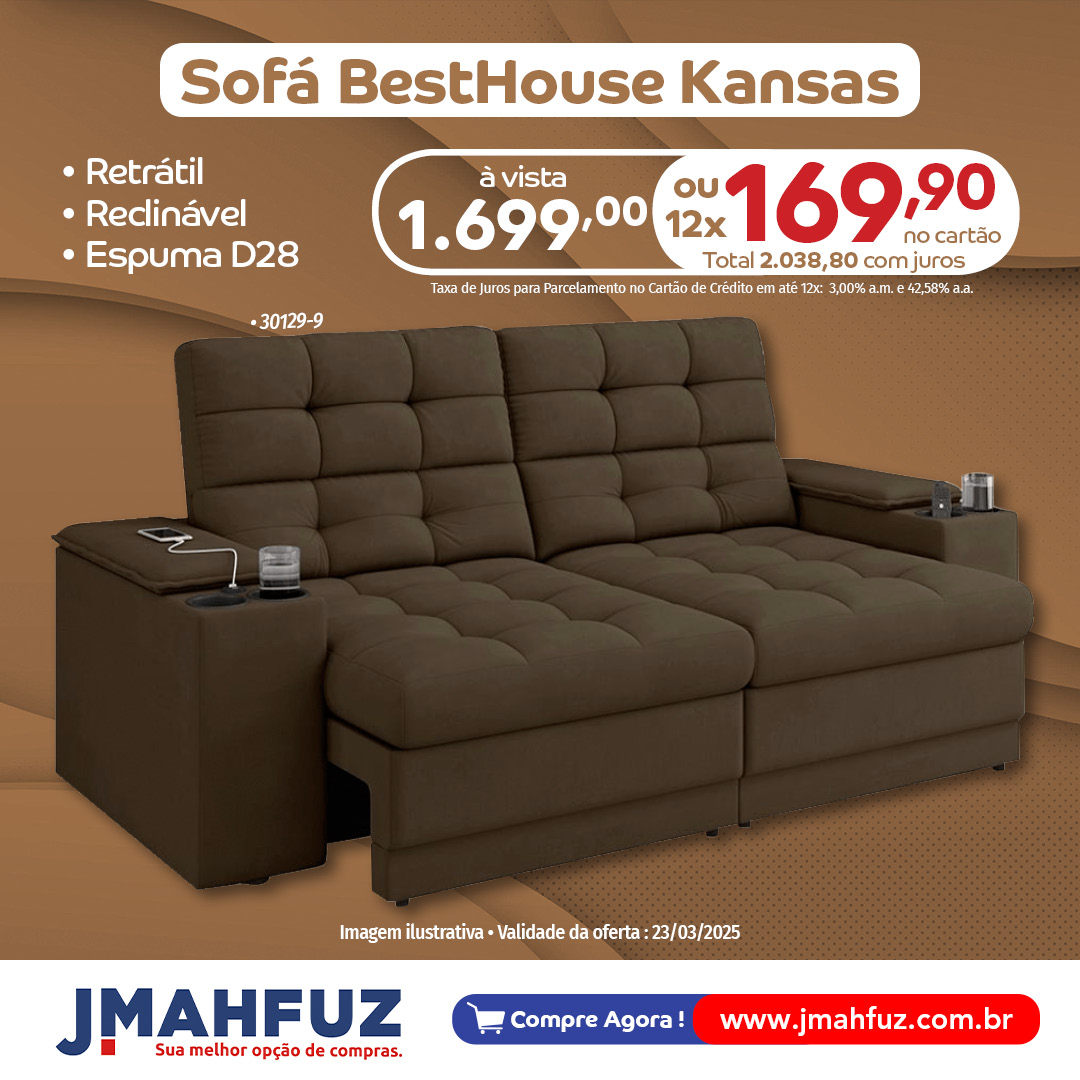 Sofá BestHouse Kansas
• Retrátil
• Reclinável
• Espuma D28
à vista
1.699,00
ou
12x 169,90
no cartão
Total 2.038,80 com juros
Taxa de Juros para Parcelamento no Cartão de Crédito em até 12x: 3,00% a.m. e 42,58% a.a.
• 30129-9
Imagem ilustrativa • Validade da oferta : 23/03/2025
JMAHFUZ
Sua melhor opção de compras.
Compre Agora !
www.jmahfuz.com.br